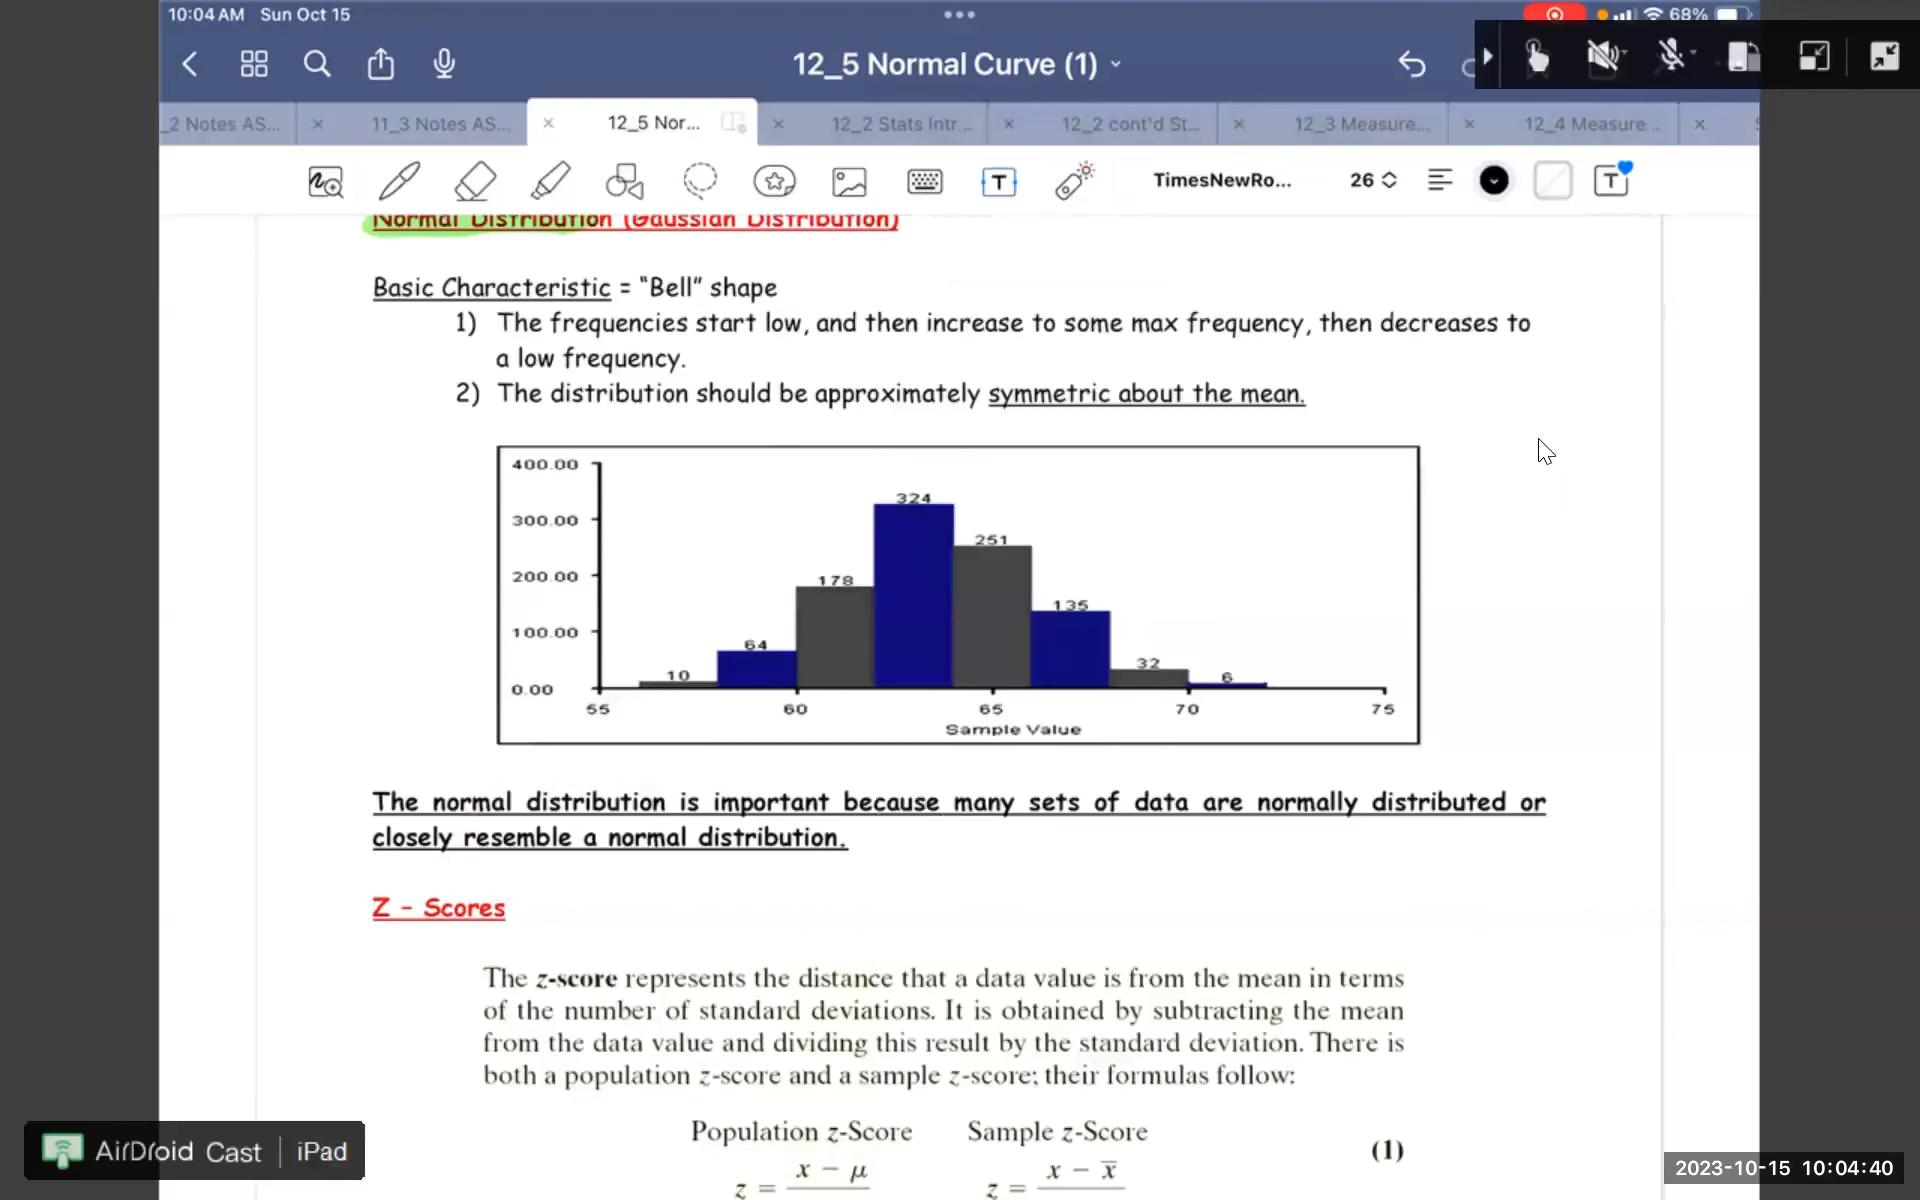 10:04 AM Sun Oct 15
68%
12_5 Normal Curve (1)
_2 Notes AS...
11_3 Notes AS...
12_5 Nor...
12_2 Stats Intr...
12_2 cont'd St...
12_3 Measure...
12_4 Measure...
TimesNewRo...
26
T
T
Normal Distribution (Gaussian Distribution)
Basic Characteristic = “Bell” shape
1) The frequencies start low, and then increase to some max frequency, then decreases to
a low frequency.
2) The distribution should be approximately symmetric about the mean.
400.00
300.00
200.00
100.00
0.00
10
64
178
324
251
135
32
6
55
60
65
70
75
Sample Value
The normal distribution is important because many sets of data are normally distributed or
closely resemble a normal distribution.
Z - Scores
The z-score represents the distance that a data value is from the mean in terms
of the number of standard deviations. It is obtained by subtracting the mean
from the data value and dividing this result by the standard deviation. There is
both a population z-score and a sample z-score; their formulas follow:
Population z-Score Sample z-Score
(1)
z = x − μ
z = x − x̅
AirDroid Cast | iPad
2023-10-15 10:04:40